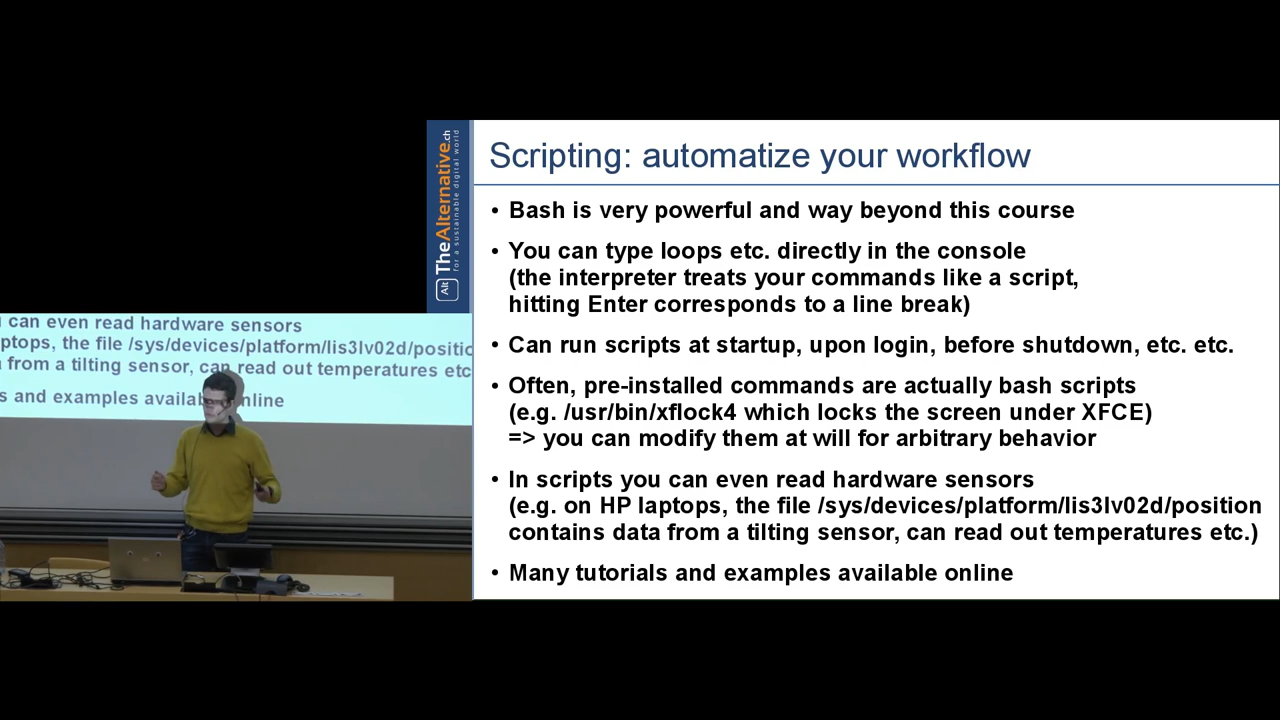 Alt TheAlternative.ch
for a sustainable digital world
Scripting: automatize your workflow
• Bash is very powerful and way beyond this course
• You can type loops etc. directly in the console
(the interpreter treats your commands like a script,
hitting Enter corresponds to a line break)
• Can run scripts at startup, upon login, before shutdown, etc. etc.
• Often, pre-installed commands are actually bash scripts
(e.g. /usr/bin/xflock4 which locks the screen under XFCE)
=> you can modify them at will for arbitrary behavior
• In scripts you can even read hardware sensors
(e.g. on HP laptops, the file /sys/devices/platform/lis3lv02d/position
contains data from a tilting sensor, can read out temperatures etc.)
• Many tutorials and examples available online
can even read hardware sensors
ptops, the file /sys/devices/platform/lis3lv02d/positic
from a tilting sensor, can read out temperatures etc
s and examples availab nline